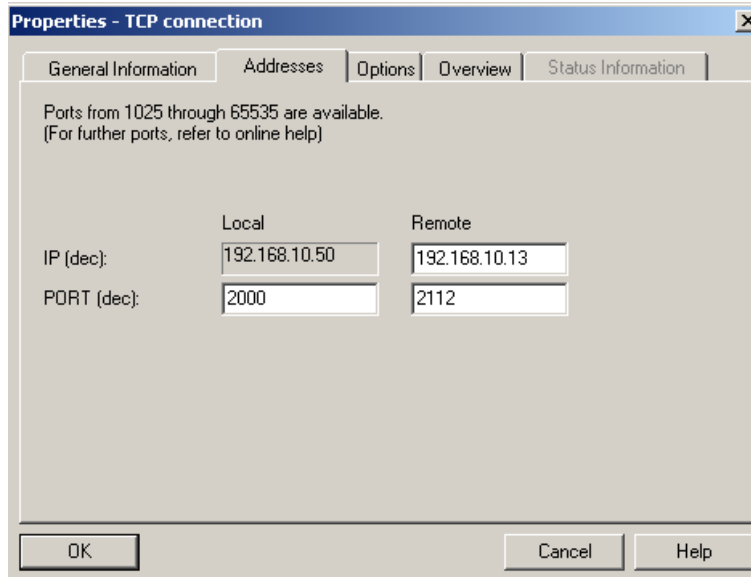 Properties - TCP connection
General Information Addresses Options Overview Status Information
Ports from 1025 through 65535 are available.
(For further ports, refer to online help)
Local Remote
IP (dec): 192.168.10.50 192.168.10.13
PORT (dec): 2000 2112
OK Cancel Help